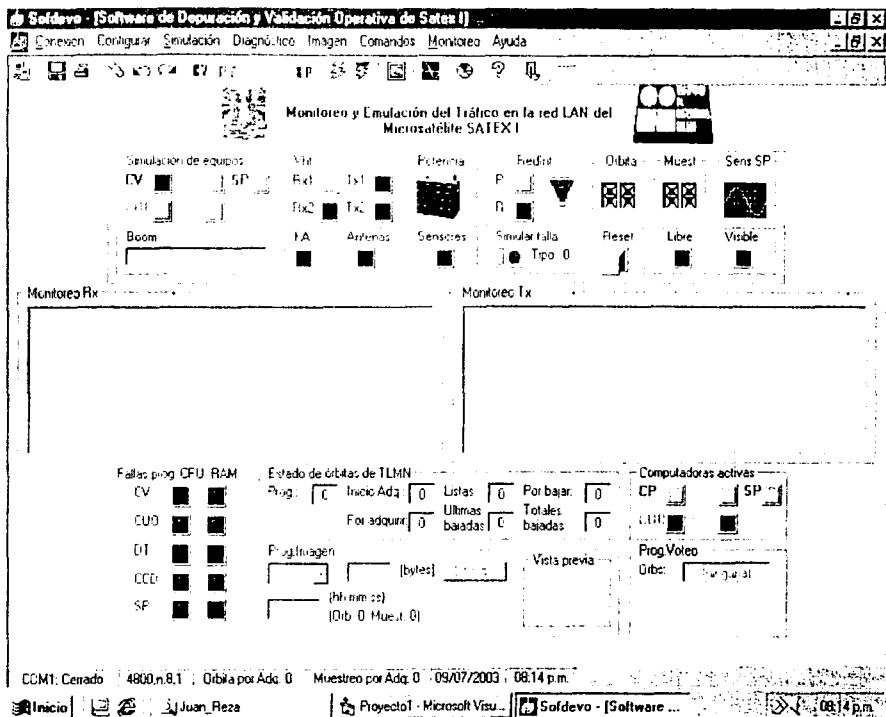 Sofdevo - [Software de Depuración y Validación Operativa de Satex I]
Conexion Configurar Simulación Diagnóstico Imagen Comandos Monitoreo Ayuda
Monitoreo y Emulación del Tráfico en la red LAN del
Microsatélite SATEX I
Simulación de equipos Potencia RedInt Orbita Muest Sens SP
CV SP Rx1 Tx1 P
Rx2 Tx2 R
Boom Antenas Sensores Simular falla Reset Libre Visible
Tipo 0
Monitoreo Rx Monitoreo Tx
Fallas prog CPU RAM Estado de órbitas de TLMN Computadoras activas
CV Prog.: 0 Inicio Adq.: 0 Listas 0 Por bajar: 0 CP SP
CUO For adquirir: 0 Ultimas bajadas 0 Totales bajadas 0
DT Prog.Imagen Vista previa Prog.Voteo
CCD (bytes) Orbs:
SP (hh:mm:ss)
(Orb 0 Muest. 0)
COM1: Cerrado 4800,n,8,1 Orbita por Adq. 0 Muestreo por Adq. 0 09/07/2003 08:14 p.m.
Inicio Juan_Reza Proyecto1 - Microsoft Visu... Sofdevo - [Software ... 08:14 p.m.